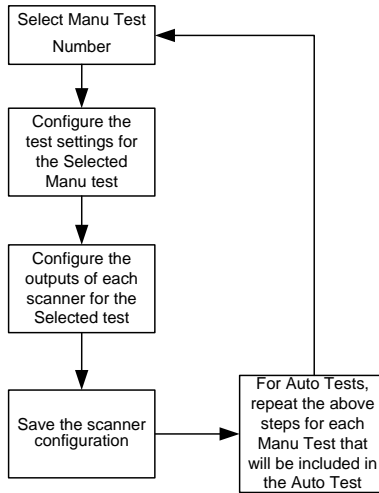 Select Manu Test
Number
Configure the
test settings for
the Selected
Manu test
Configure the
outputs of each
scanner for the
Selected test
Save the scanner
configuration
For Auto Tests,
repeat the above
steps for each
Manu Test that
will be included in
the Auto Test